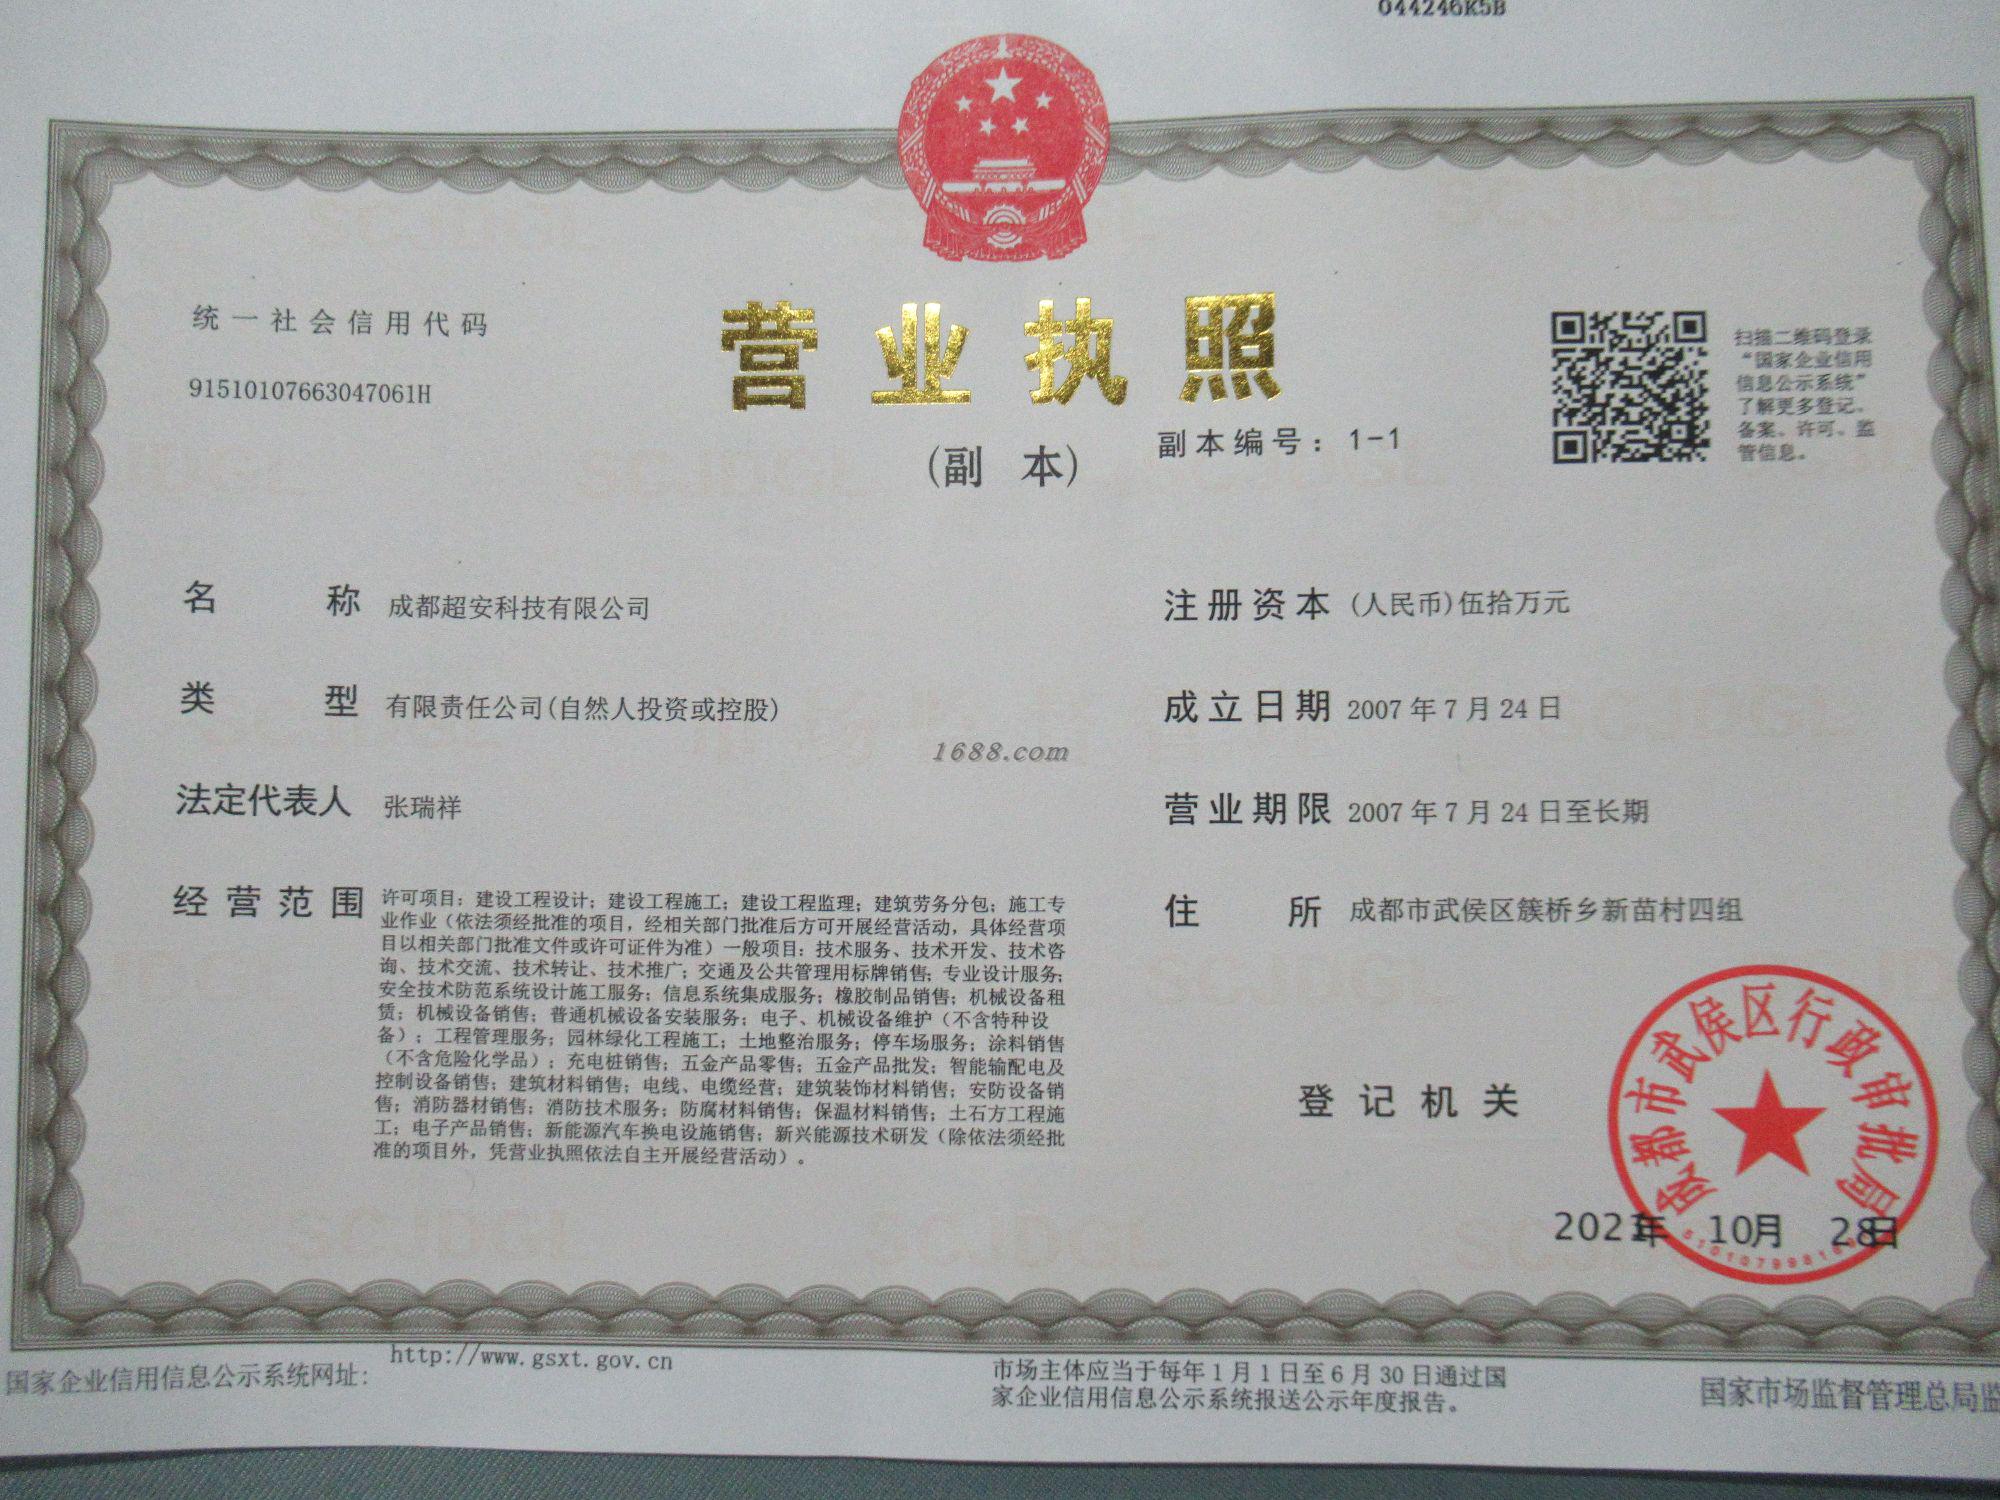 044246K5B
统一社会信用代码
91510107663047061H
营业执照
(副 本)
副本编号：1-1
扫描二维码登录
“国家企业信用
信息公示系统”
了解更多登记、
备案、许可、监
管信息。
名 称 成都超安科技有限公司
类 型 有限责任公司(自然人投资或控股)
法定代表人 张瑞祥
经营范围 许可项目：建设工程设计；建设工程施工；建设工程监理；建筑劳务分包；施工专
业作业（依法须经批准的项目，经相关部门批准后方可开展经营活动，具体经营项
目以相关部门批准文件或许可证件为准）一般项目：技术服务、技术开发、技术咨
询、技术交流、技术转让、技术推广；交通及公共管理用标牌销售；专业设计服务；
安全技术防范系统设计施工服务；信息系统集成服务；橡胶制品销售；机械设备租
赁；机械设备销售；普通机械设备安装服务；电子、机械设备维护（不含特种设
备）；工程管理服务；园林绿化工程施工；土地整治服务；停车场服务；涂料销售
（不含危险化学品）；充电桩销售；五金产品零售；五金产品批发；智能输配电及
控制设备销售；建筑材料销售；电线、电缆经营；建筑装饰材料销售；安防设备销
售；消防器材销售；消防技术服务；防腐材料销售；保温材料销售；土石方工程施
工；电子产品销售；新能源汽车换电设施销售；新兴能源技术研发（除依法须经批
准的项目外，凭营业执照依法自主开展经营活动）。
1688.com
注册资本 (人民币)伍拾万元
成立日期 2007年7月24日
营业期限 2007年7月24日至长期
住 所 成都市武侯区簇桥乡新苗村四组
登记机关
成都市武侯区行政审批局
2021年 10月 28日
国家企业信用信息公示系统网址：
http://www.gsxt.gov.cn
市场主体应当于每年1月1日至6月30日通过国
家企业信用信息公示系统报送公示年度报告。
国家市场监督管理总局监